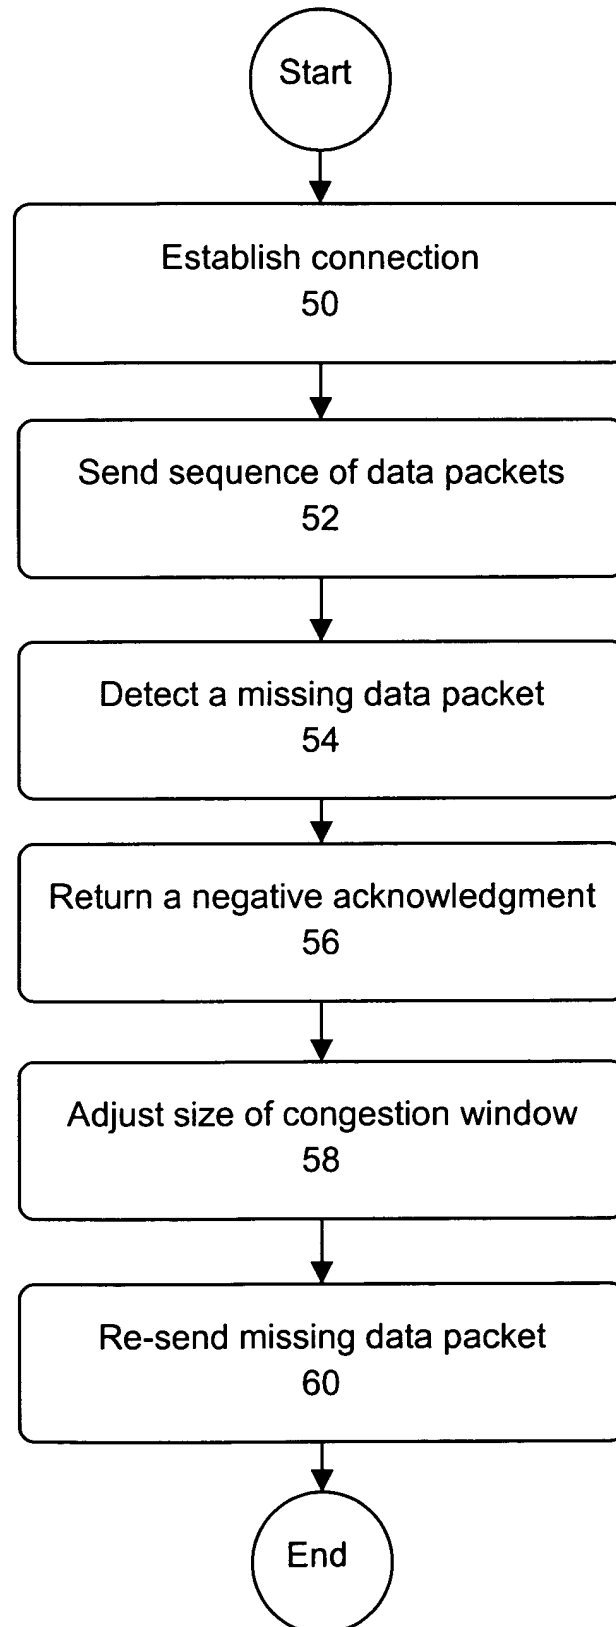 Start
Establish connection
50
Send sequence of data packets
52
Detect a missing data packet
54
Return a negative acknowledgment
56
Adjust size of congestion window
58
Re-send missing data packet
60
End